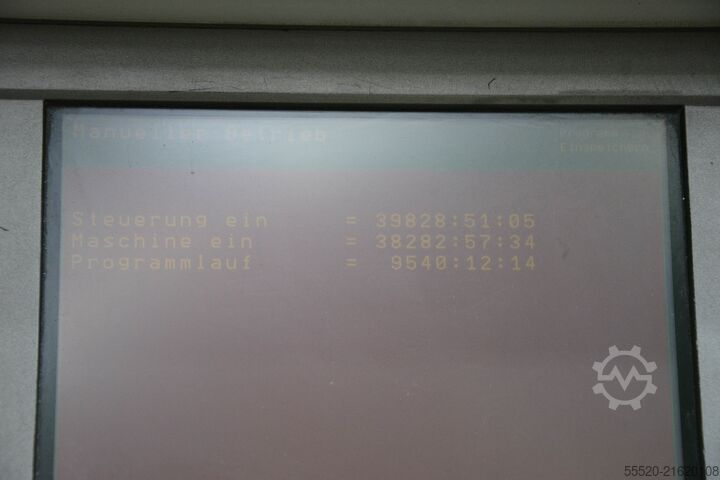 Manueller Betrieb
Programm
Einspeichern
Steuerung ein = 39828:51:05
Maschine ein = 38282:57:34
Programmlauf = 9540:12:14
55520-21620108